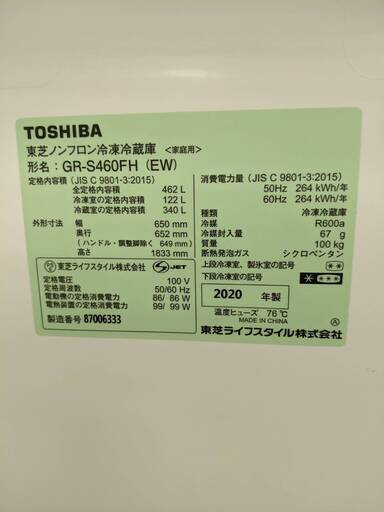 TOSHIBA
東芝ノンフロン冷凍冷蔵庫 <家庭用>
形名: GR-S460FH (EW)
定格内容積 (JIS C 9801-3:2015)
全定格内容積 462 L
冷凍室の定格内容積 122 L
冷蔵室の定格内容積 340 L
外形寸法 幅 650 mm
奥行 652 mm
(ハンドル・調整脚除く 649 mm)
高さ 1833 mm
東芝ライフスタイル株式会社 S JET
定格電圧 100 V
定格周波数 50/60 Hz
電動機の定格消費電力 86/ 86 W
電熱装置の定格消費電力 99/ 99 W
製造番号 87006333
消費電力量 (JIS C 9801-3:2015)
50Hz 264 kWh/年
60Hz 264 kWh/年
種類 冷凍冷蔵庫
冷媒 R600a
冷媒封入量 67 g
質量 100 kg
断熱発泡ガス シクロペンタン
上段冷凍室、製氷室の記号 **
下段冷凍室の記号 * ***
2020 年製
温度ヒューズ 76℃
MADE IN CHINA
東芝ライフスタイル株式会社 Ⓐ